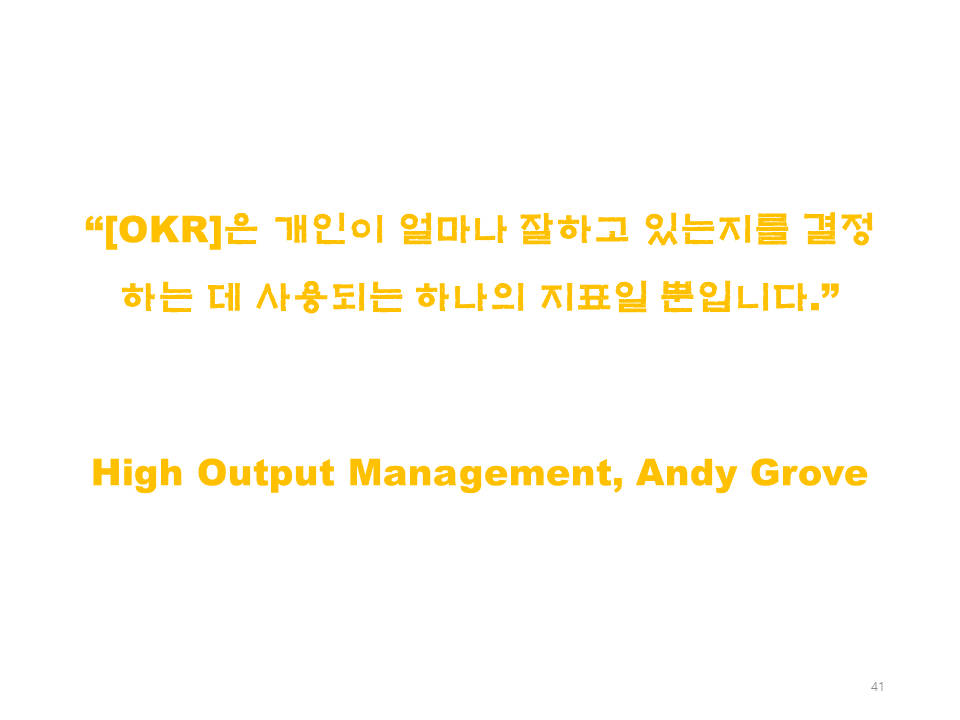 “[OKR]은 개인이 얼마나 잘하고 있는지를 결정
하는 데 사용되는 하나의 지표일 뿐입니다.”
High Output Management, Andy Grove
41